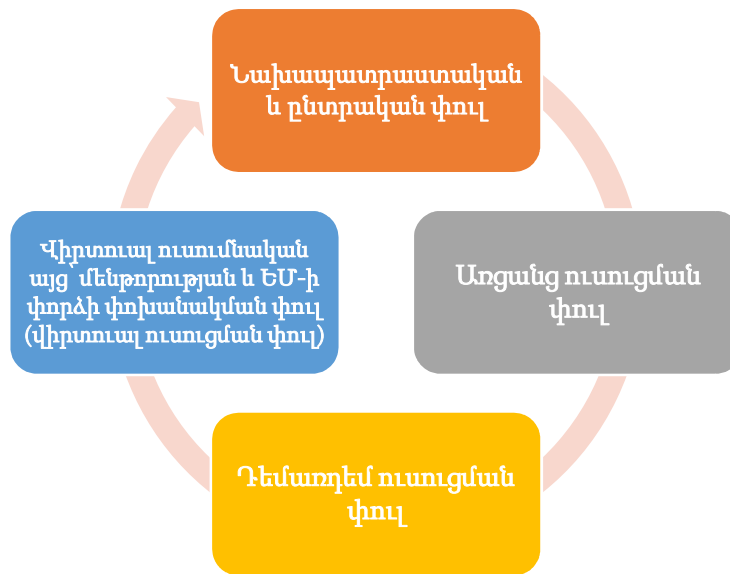 Նախապատրաստական
և ընտրական փուլ
Առցանց ուսուցման
փուլ
Դեմառդեմ ուսուցման
փուլ
Վիրտուալ ուսումնական
այց՝ մենթորության և ԵՄ-ի
փորձի փոխանակման փուլ
(վիրտուալ ուսուցման փուլ)